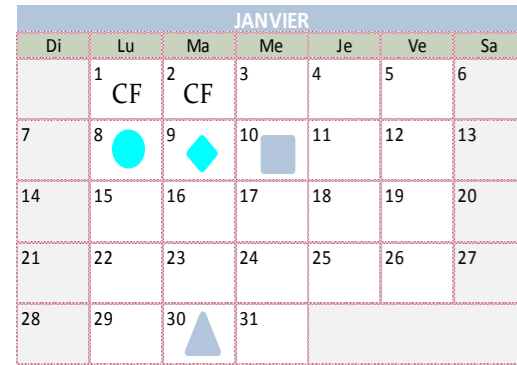 JANVIER
Di Lu Ma Me Je Ve Sa
1 CF 2 CF 3 4 5 6
7 8 9 10 11 12 13
14 15 16 17 18 19 20
21 22 23 24 25 26 27
28 29 30 31